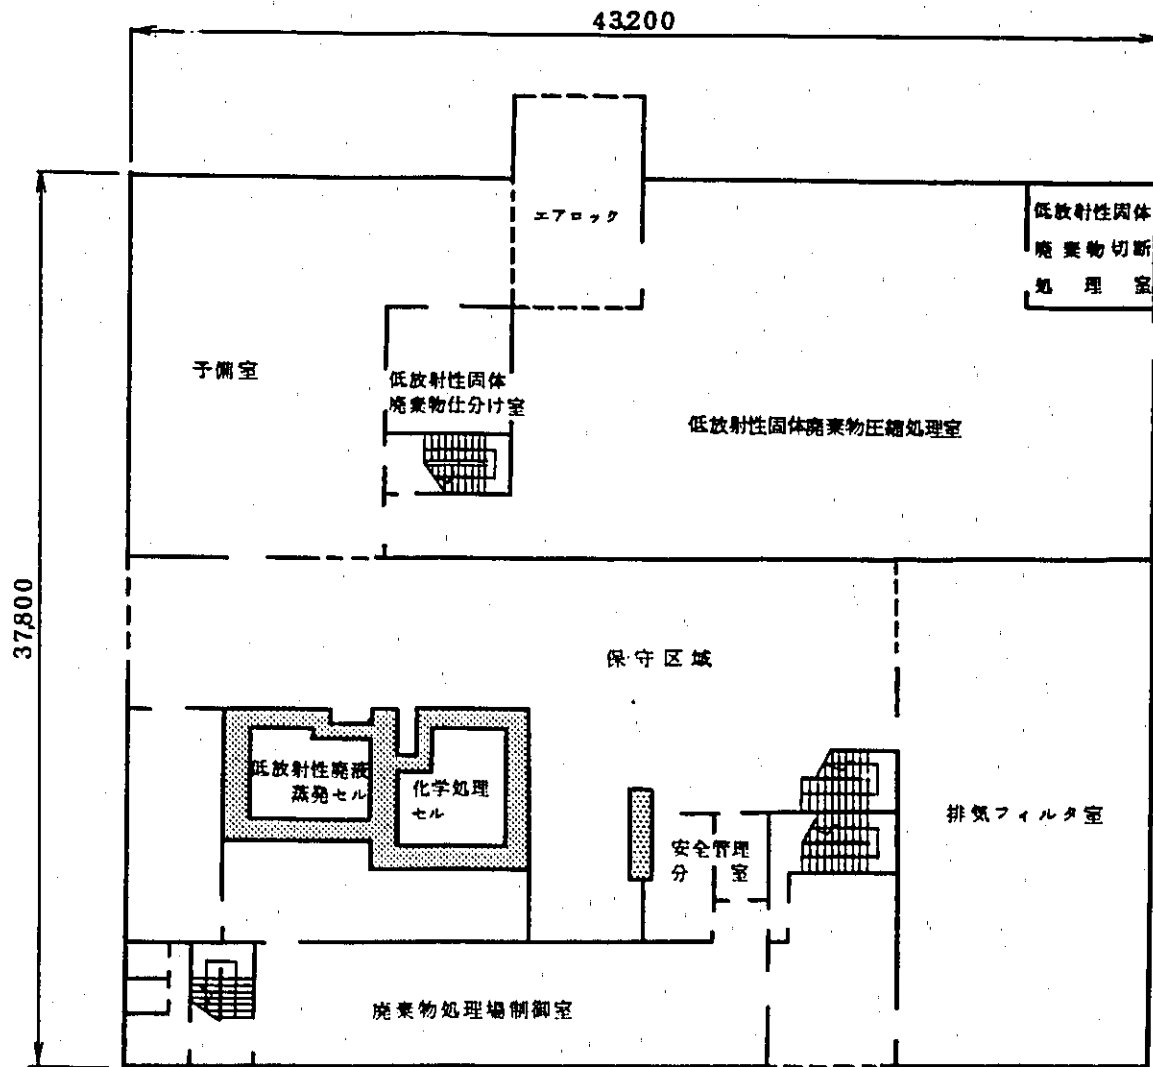 43200
エアロック
低放射性固体
廃棄物切断
処理室
予備室
低放射性固体
廃棄物仕分け室
低放射性固体廃棄物圧縮処理室
37,800
保守区域
低放射性廃液
蒸発セル
化学処理
セル
安全管理
分室
排気フィルタ室
廃棄物処理場制御室